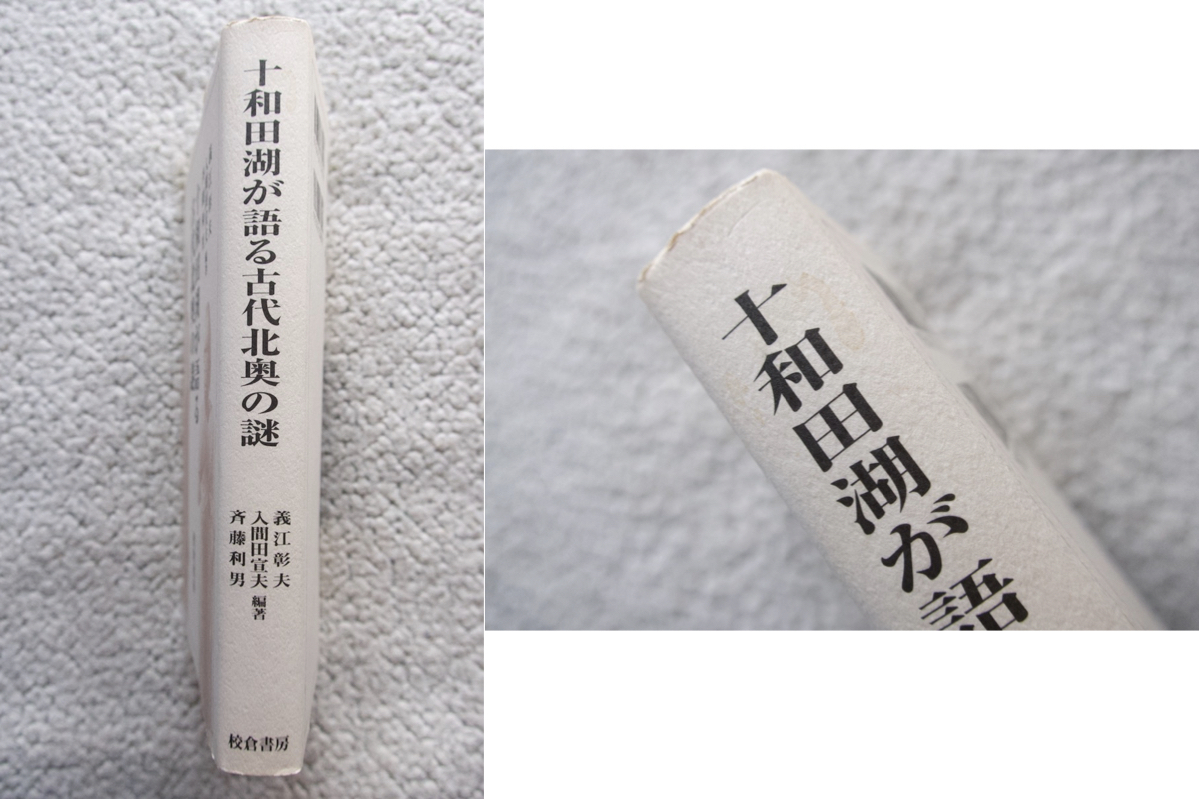 十和田湖が語る古代北奥の謎
義江彰夫
入間田宣夫 編著
斉藤利男
校倉書房
十和田湖が語